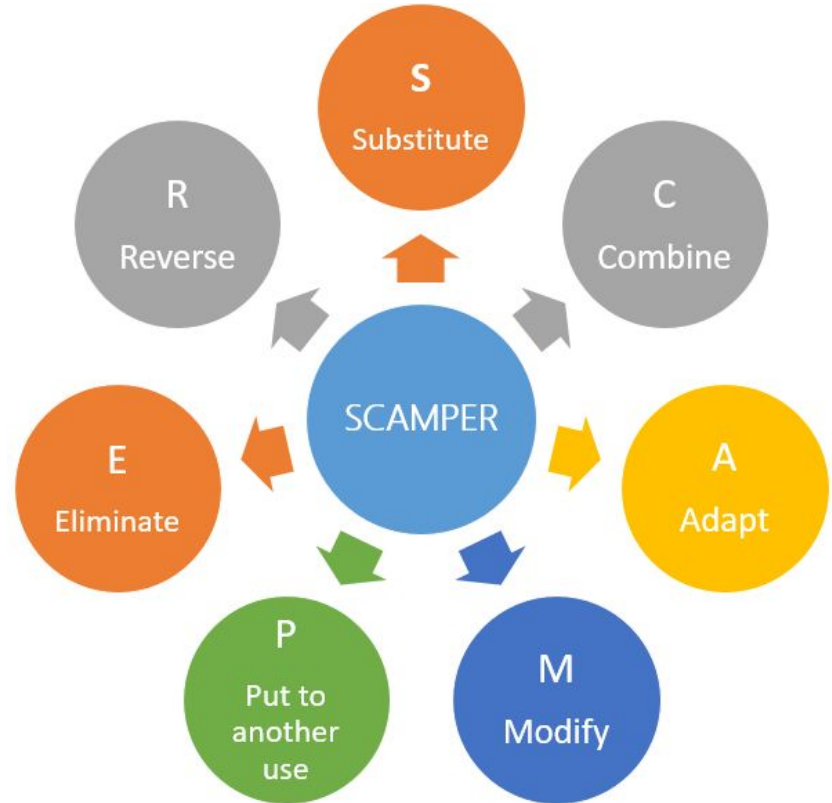 SCAMPER
S
Substitute
C
Combine
A
Adapt
M
Modify
P
Put to
another
use
E
Eliminate
R
Reverse